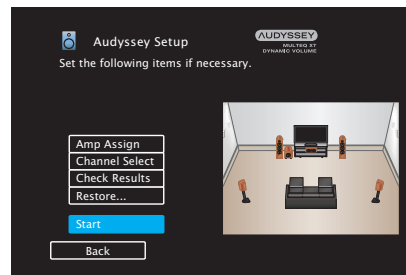 Audyssey Setup
AUDYSSEY
MULTEQ XT
DYNAMIC VOLUME
Set the following items if necessary.
Amp Assign
Channel Select
Check Results
Restore...
Start
Back